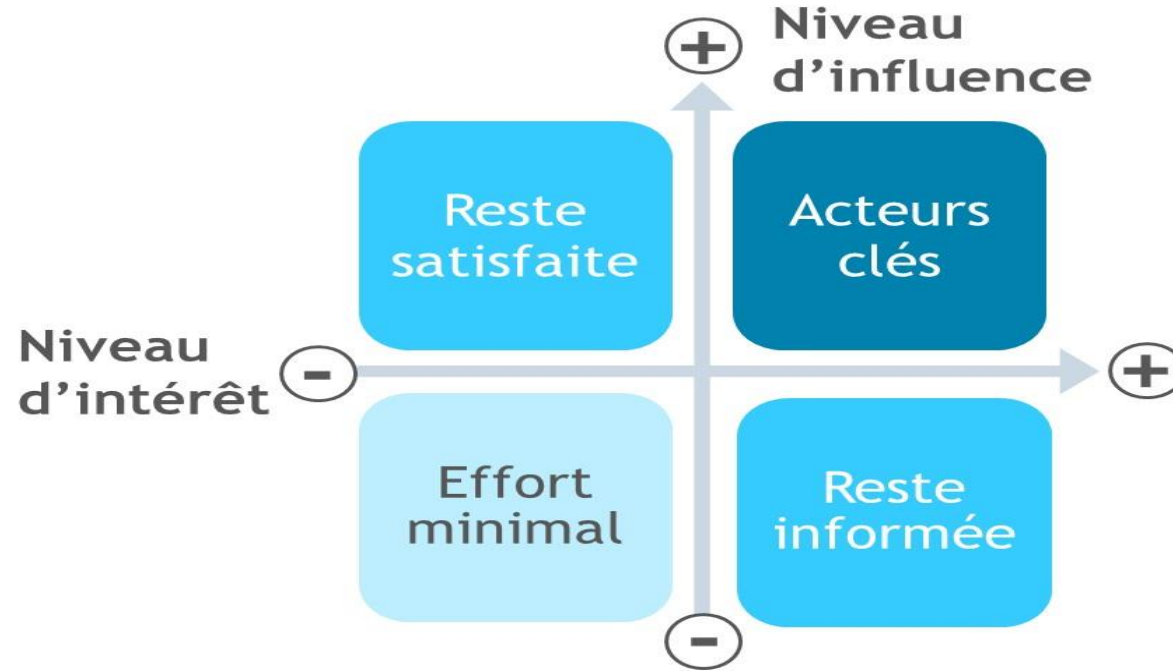 +
Niveau
d'influence
Reste
satisfaite
Acteurs
clés
Niveau
d'intérêt
-
+
Effort
minimal
Reste
informée
-